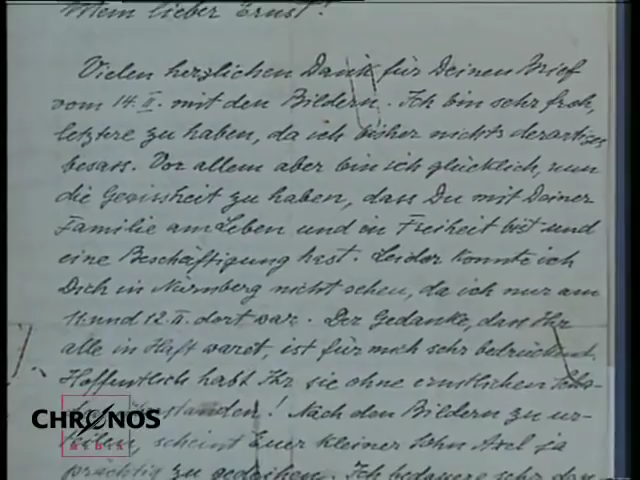 Mein lieber Ernst!
Vielen herzlichen Dank für Deinen Brief
vom 14. II. mit den Bildern. Ich bin sehr froh,
letztere zu haben, da ich bisher nichts derartiges
besass. Vor allem aber bin ich glücklich, nun
die Gewissheit zu haben, dass Du mit Deiner
Familie am Leben und in Freiheit bist und
eine Beschäftigung hast. Leider konnte ich
Dich in Nürnberg nicht sehen, da ich nur am
11. und 12. II. dort war. Der Gedanke, dass Ihr
alle in Haft waret, ist für mich sehr bedrückend.
Hoffentlich habt Ihr sie ohne ernstlichen
überstanden! Nach den Bildern zu ur-
teilen, scheint Euer kleiner Sohn Axel ja
prächtig zu gedeihen. Ich bedauere sehr, dass
CHRONOS
MEDIA